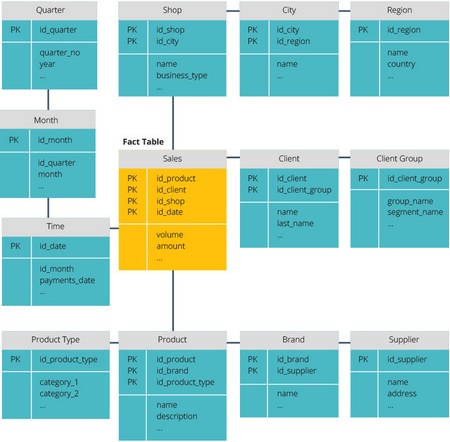 Quarter
PK id_quarter
quarter_no
year
...
Shop
PK id_shop
PK id_city
name
business_type
...
City
PK id_city
PK id_region
name
...
Region
PK id_region
name
country
...
Month
PK id_month
id_quarter
month
...
Fact Table
Sales
PK id_product
PK id_client
PK id_shop
PK id_date
volume
amount
...
Client
PK id_client
PK id_client_group
name
last_name
...
Client Group
PK id_client_group
group_name
segment_name
...
Time
PK id_date
id_month
payments_date
...
Product Type
PK id_product_type
category_1
category_2
...
Product
PK id_product
PK id_brand
PK id_product_type
name
description
...
Brand
PK id_brand
PK id_supplier
name
...
Supplier
PK id_supplier
name
address
...